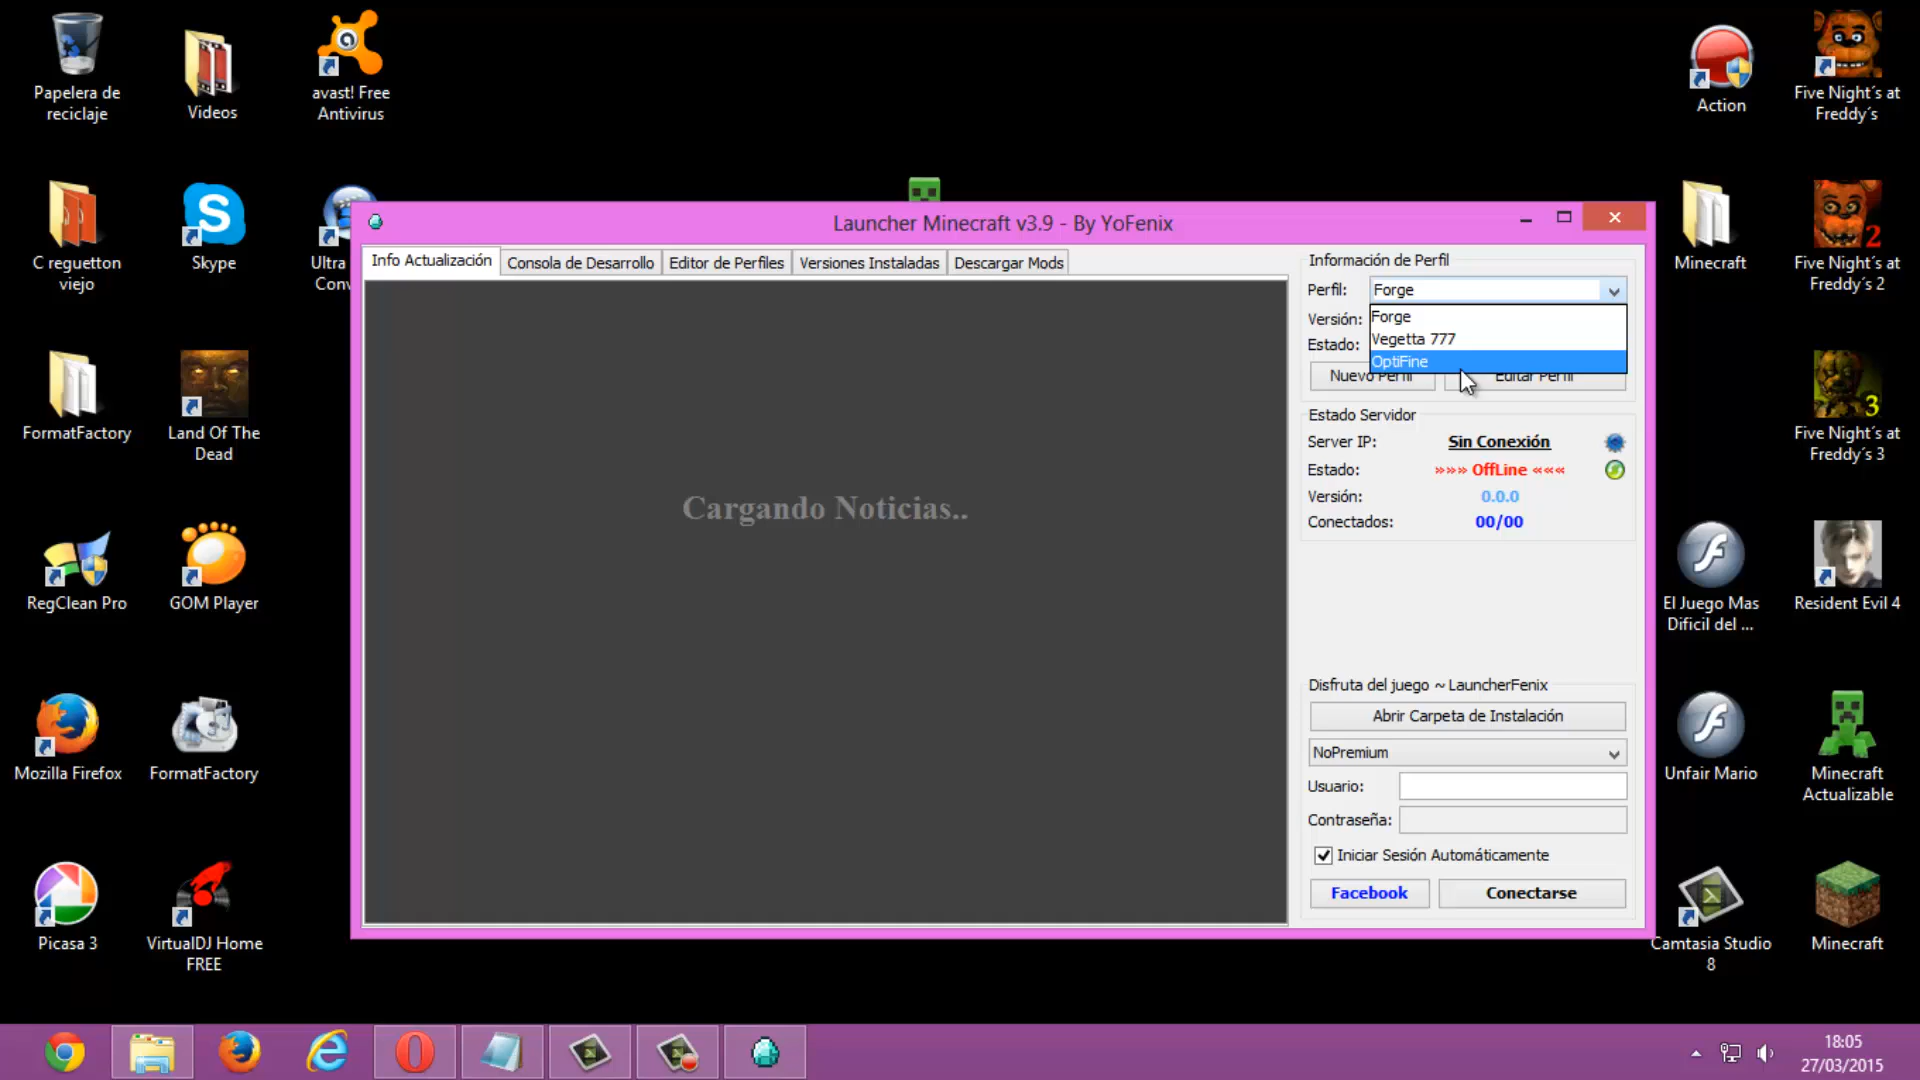 Papelera de
reciclaje
Videos
avast! Free
Antivirus
Action
Five Night´s at
Freddy´s
C reguetton
viejo
Skype
Ultra
Conv
Minecraft
Five Night´s at
Freddy´s 2
2
FormatFactory
Land Of The
Dead
Five Night´s at
Freddy´s 3
3
RegClean Pro
GOM Player
El Juego Mas
Dificil del ...
Resident Evil 4
Mozilla Firefox
FormatFactory
Unfair Mario
Minecraft
Actualizable
Picasa 3
VirtualDJ Home
FREE
Camtasia Studio
8
Minecraft
Launcher Minecraft v3.9 - By YoFenix
Info Actualización
Consola de Desarrollo
Editor de Perfiles
Versiones Instaladas
Descargar Mods
Cargando Noticias..
Información de Perfil
Perfil: Forge
Forge
Vegetta 777
OptiFine
Versión:
Estado:
Nuevo Perfil
Editar Perfil
Estado Servidor
Server IP: Sin Conexión
Estado: »»» OffLine «««
Versión: 0.0.0
Conectados: 00/00
Disfruta del juego ~ LauncherFenix
Abrir Carpeta de Instalación
NoPremium
Usuario:
Contraseña:
Iniciar Sesión Automáticamente
Facebook
Conectarse
18:05
27/03/2015